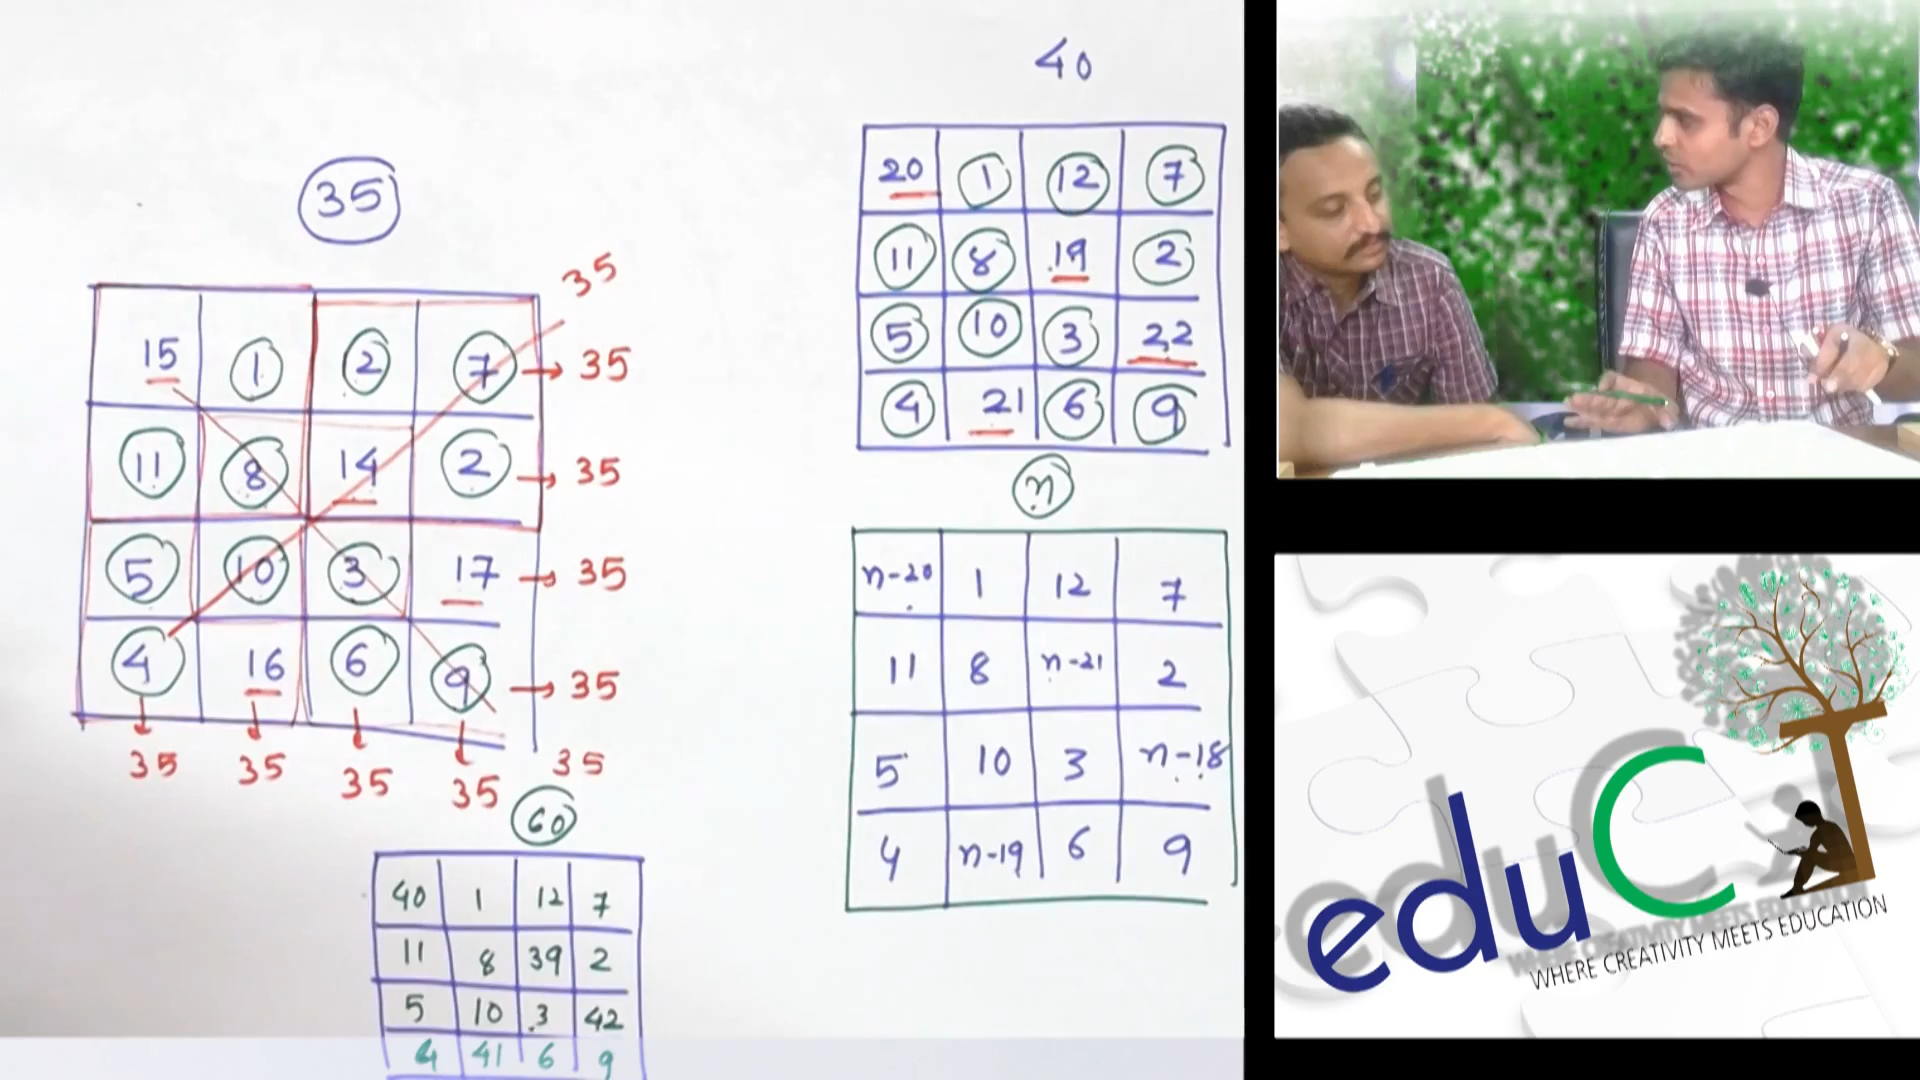 35
35
15 1 2 7 → 35
11 8 14 2 → 35
5 10 3 17 → 35
4 16 6 9 → 35
35 35 35 35 35
60
40 1 12 7
11 8 39 2
5 10 3 42
4 41 6 9
40
20 1 12 7
11 8 19 2
5 10 3 22
4 21 6 9
n
n-20 1 12 7
11 8 n-21 2
5 10 3 n-18
4 n-19 6 9
eduCT
WHERE CREATIVITY MEETS EDUCATION